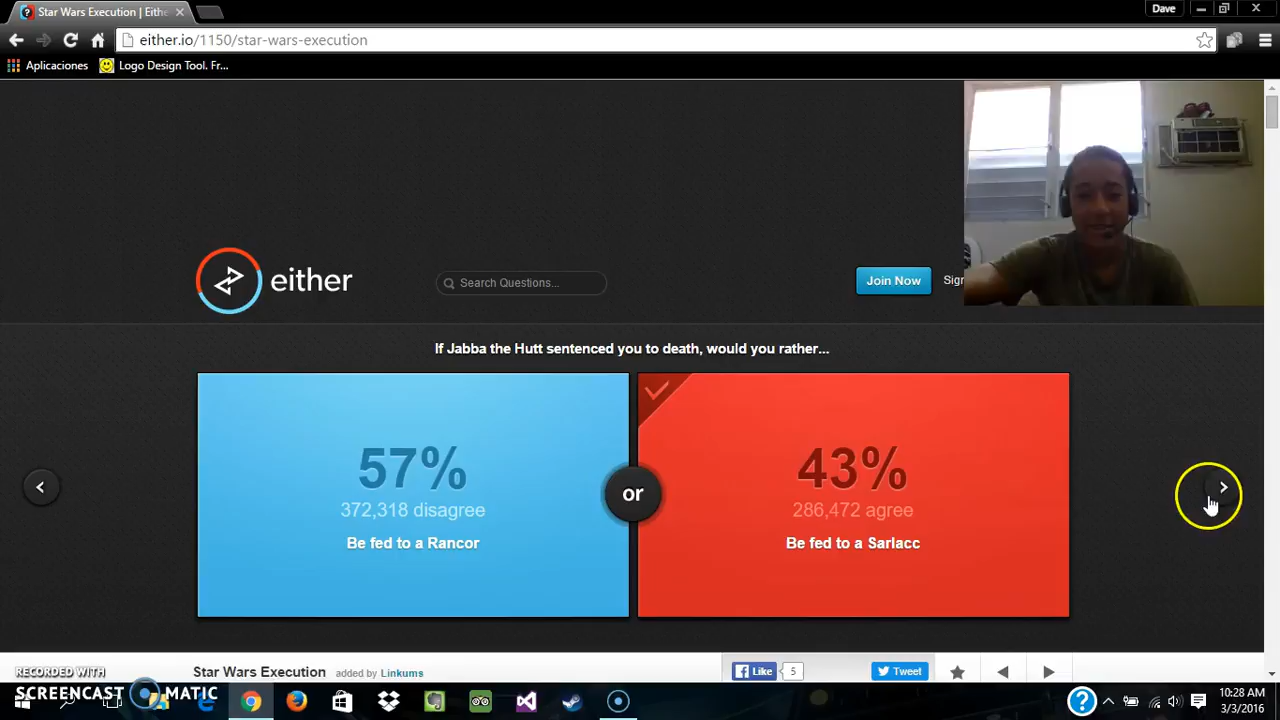 Star Wars Execution | Eithe
Dave
either.io/1150/star-wars-execution
Aplicaciones
Logo Design Tool. Fr...
either
Search Questions...
Join Now
Sign
If Jabba the Hutt sentenced you to death, would you rather...
57%
372,318 disagree
Be fed to a Rancor
or
43%
286,472 agree
Be fed to a Sarlacc
Star Wars Execution added by Linkums
Like 5
Tweet
RECORDED WITH
SCREENCAST MATIC
10:28 AM
3/3/2016